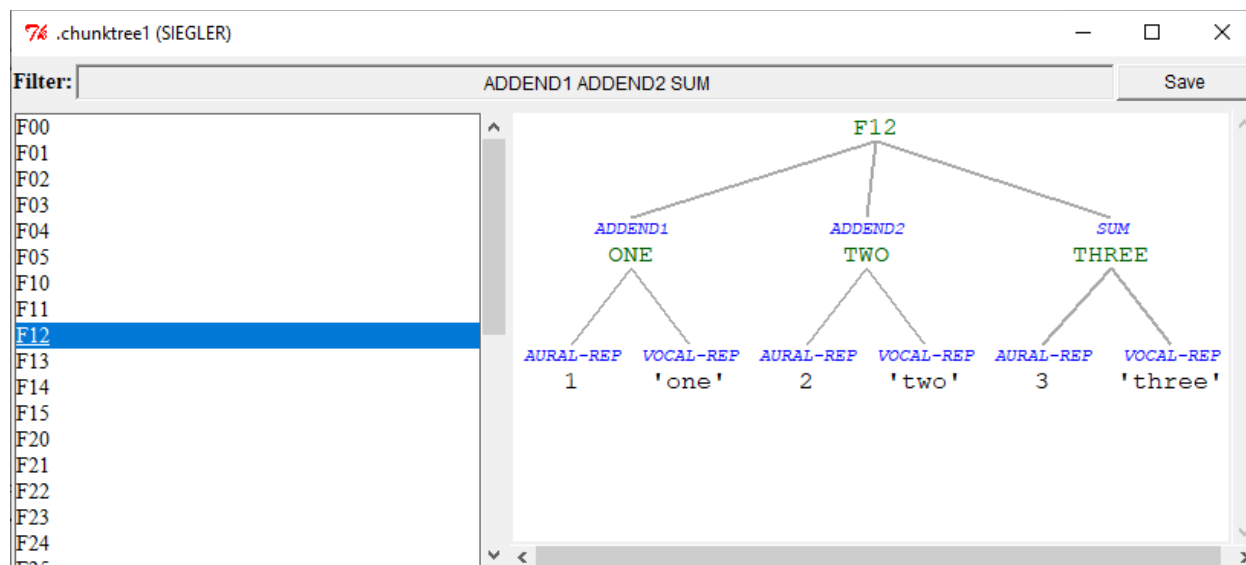 .chunktree1 (SIEGLER)
Filter: ADDEND1 ADDEND2 SUM Save
F00
F01
F02
F03
F04
F05
F10
F11
F12
F13
F14
F15
F20
F21
F22
F23
F24
F12
ADDEND1 ADDEND2 SUM
ONE TWO THREE
AURAL-REP VOCAL-REP AURAL-REP VOCAL-REP AURAL-REP VOCAL-REP
1 'one' 2 'two' 3 'three'